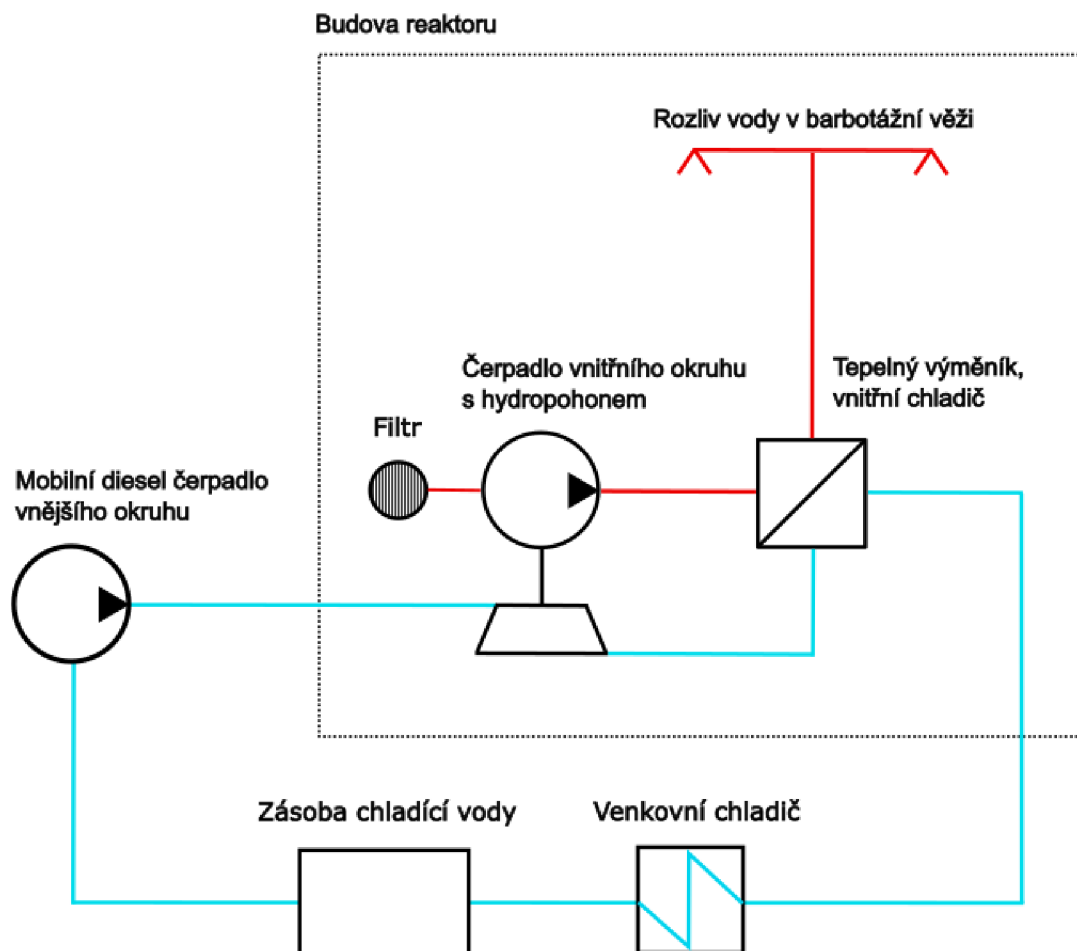 Budova reaktoru
Rozliv vody v barbotážní věži
Čerpadlo vnitřního okruhu
s hydropohonem
Tepelný výměník,
vnitřní chladič
Filtr
Mobilní diesel čerpadlo
vnějšího okruhu
Zásoba chladící vody
Venkovní chladič